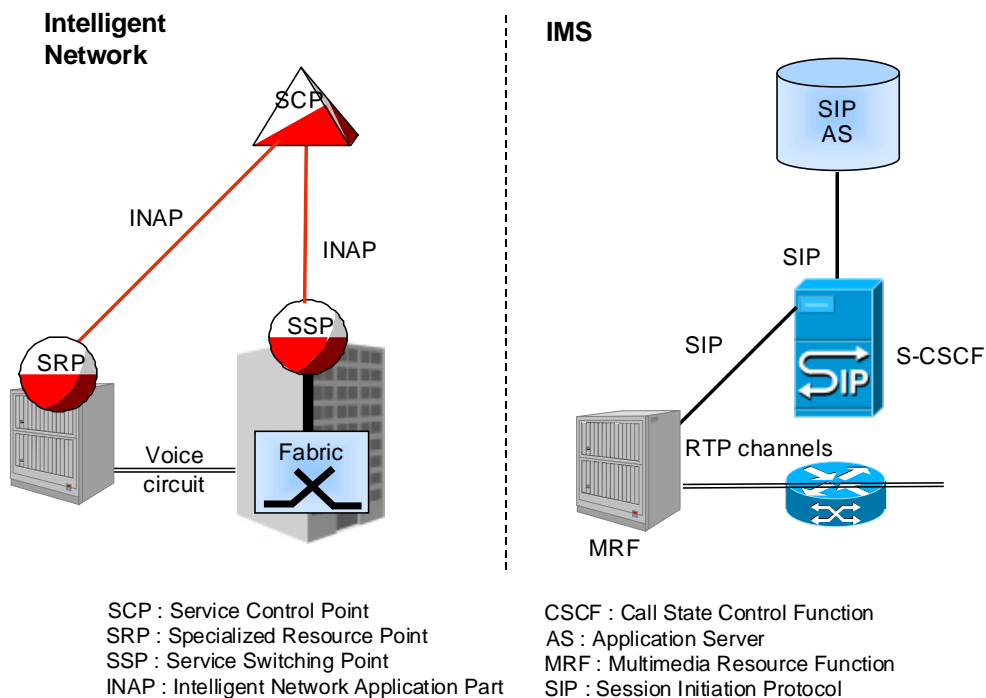 Intelligent
Network
SCP
INAP
INAP
SSP
SRP
Voice
circuit
Fabric
SCP : Service Control Point
SRP : Specialized Resource Point
SSP : Service Switching Point
INAP : Intelligent Network Application Part
IMS
SIP
AS
SIP
SIP
S-CSCF
SIP
RTP channels
MRF
CSCF : Call State Control Function
AS : Application Server
MRF : Multimedia Resource Function
SIP : Session Initiation Protocol